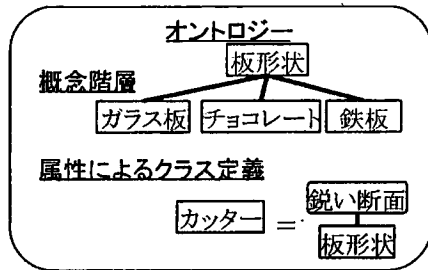 オントロジー
板形状
概念階層
ガラス板 チョコレート 鉄板
属性によるクラス定義
鋭い断面
カッター =
板形状